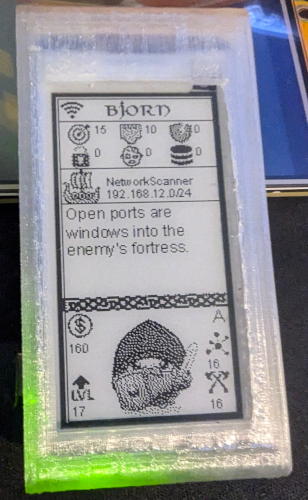 BJORN
15 10 0
0 0 0
NetworkScanner
192.168.12.0/24
Open ports are
windows into the
enemy's fortress.
$
A
160
16
LVL
17
16